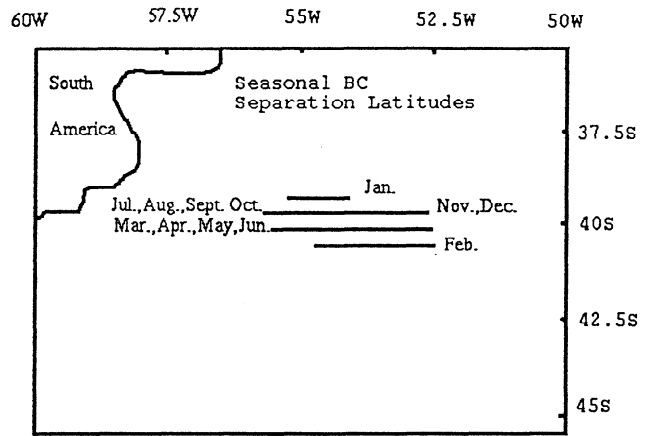 60W 57.5W 55W 52.5W 50W
South
America
Seasonal BC
Separation Latitudes
37.5S
Jan.
Jul.,Aug.,Sept. Oct.
Nov.,Dec.
40S
Mar.,Apr.,May,Jun.
Feb.
42.5S
45S